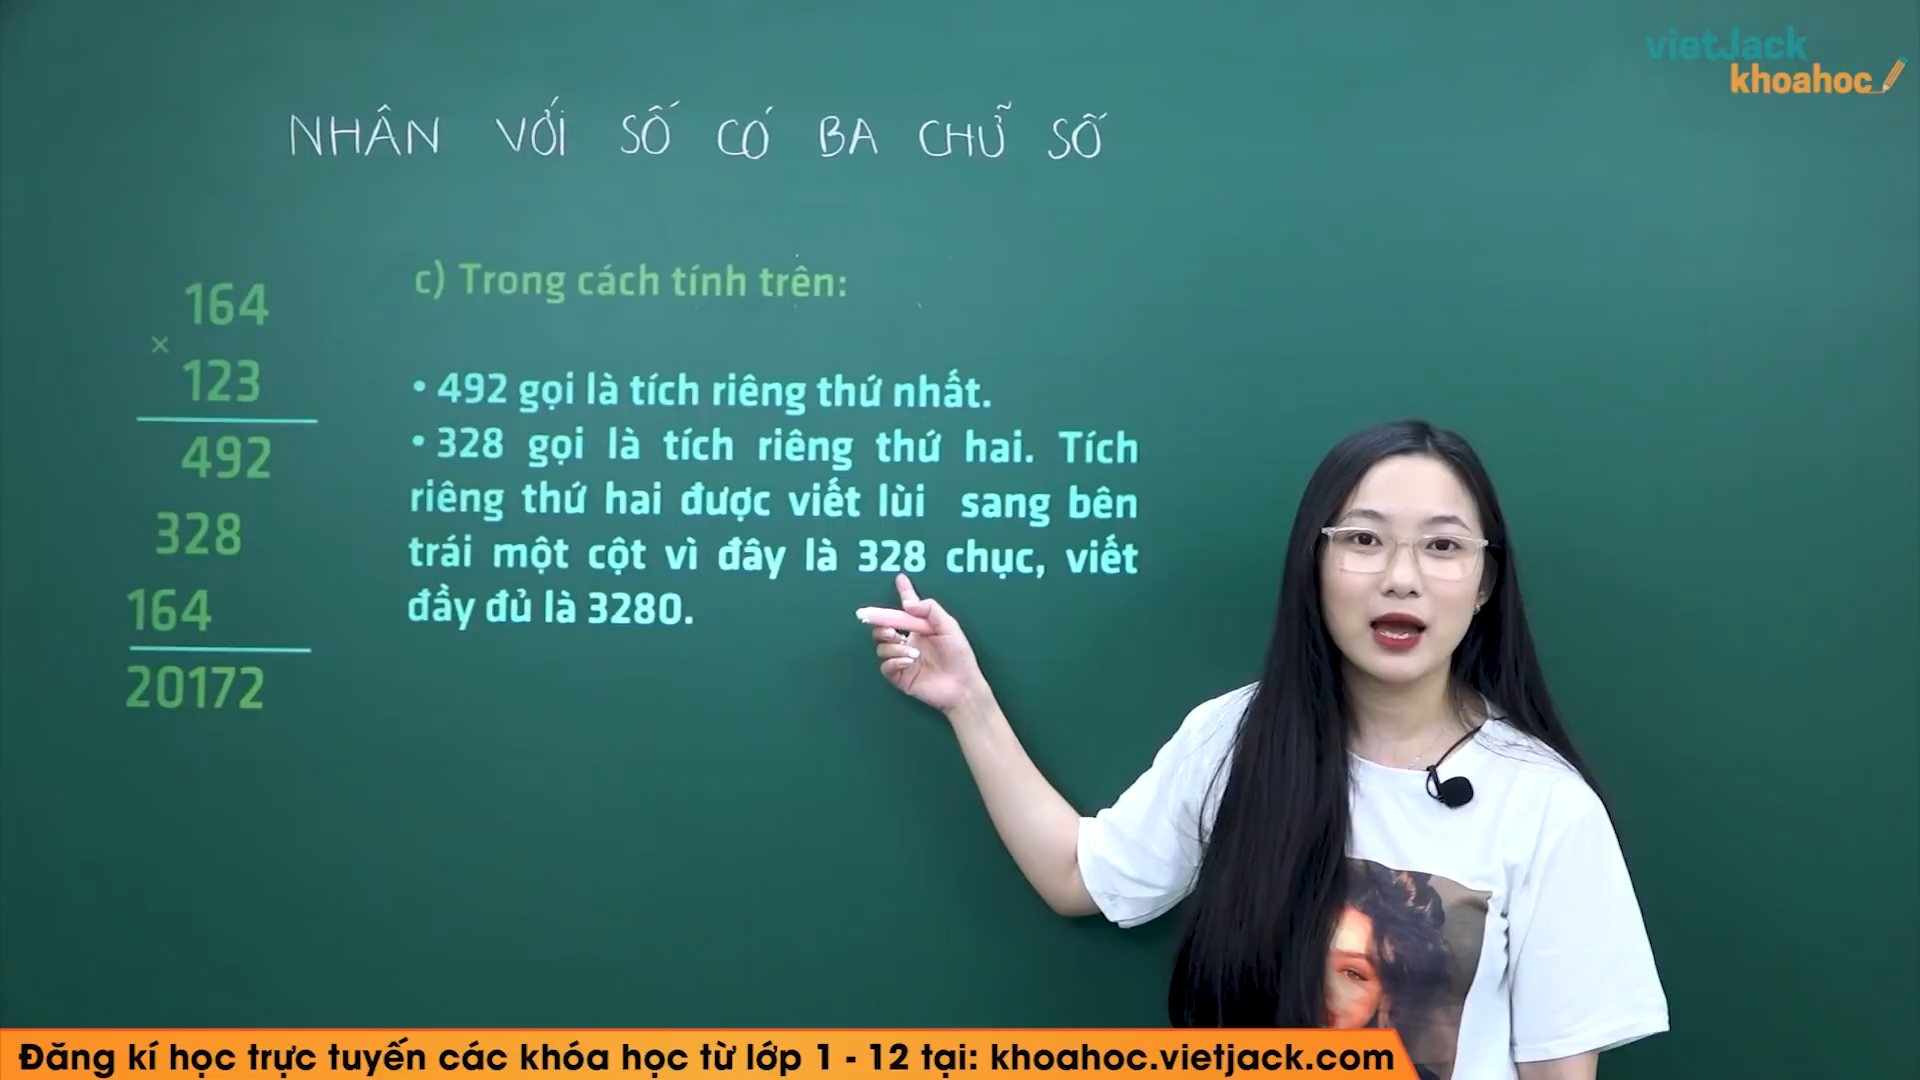 vietJack
khoahoc
NHÂN VỚI SỐ CÓ BA CHỮ SỐ
c) Trong cách tính trên:
164
×
123
492
328
164
20172
• 492 gọi là tích riêng thứ nhất.
• 328 gọi là tích riêng thứ hai. Tích
riêng thứ hai được viết lùi sang bên
trái một cột vì đây là 328 chục, viết
đầy đủ là 3280.
Đăng kí học trực tuyến các khóa học từ lớp 1 - 12 tại: khoahoc.vietjack.com